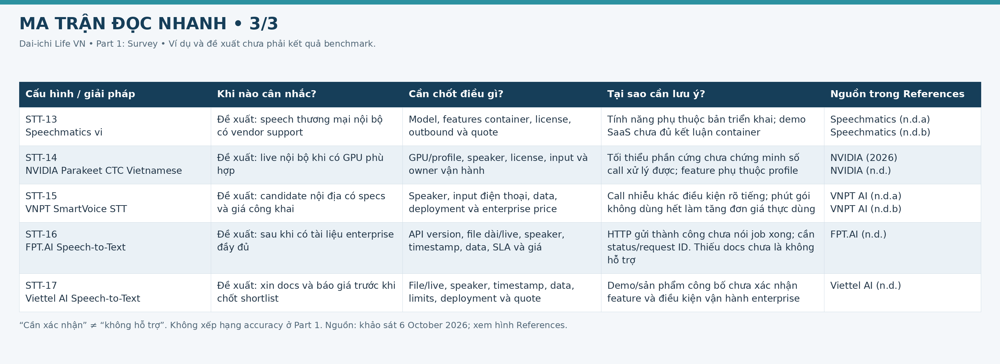 MA TRẬN ĐỌC NHANH • 3/3
Dai-ichi Life VN • Part 1: Survey • Ví dụ và đề xuất chưa phải kết quả benchmark.
Cấu hình / giải pháp
Khi nào cân nhắc?
Cần chốt điều gì?
Tại sao cần lưu ý?
Nguồn trong References
STT-13
Speechmatics vi
Đề xuất: speech thương mại nội bộ
có vendor support
Model, features container, license,
outbound và quote
Tính năng phụ thuộc bản triển khai; demo
SaaS chưa đủ kết luận container
Speechmatics (n.d.a)
Speechmatics (n.d.b)
STT-14
NVIDIA Parakeet CTC Vietnamese
Đề xuất: live nội bộ khi có GPU phù
hợp
GPU/profile, speaker, license, input và
owner vận hành
Tối thiểu phần cứng chưa chứng minh số
call xử lý được; feature phụ thuộc profile
NVIDIA (2026)
NVIDIA (n.d.)
STT-15
VNPT SmartVoice STT
Đề xuất: candidate nội địa có specs
và giá công khai
Speaker, input điện thoại, data,
deployment và enterprise price
Call nhiễu khác điều kiện rõ tiếng; phút gói
không dùng hết làm tăng đơn giá thực dùng
VNPT AI (n.d.a)
VNPT AI (n.d.b)
STT-16
FPT.AI Speech-to-Text
Đề xuất: sau khi có tài liệu enterprise
đầy đủ
API version, file dài/live, speaker,
timestamp, data, SLA và giá
HTTP gửi thành công chưa nói job xong; cần
status/request ID. Thiếu docs chưa là không
hỗ trợ
FPT.AI (n.d.)
STT-17
Viettel AI Speech-to-Text
Đề xuất: xin docs và báo giá trước khi
chốt shortlist
File/live, speaker, timestamp, data,
limits, deployment và quote
Demo/sản phẩm công bố chưa xác nhận
feature và điều kiện vận hành enterprise
Viettel AI (n.d.)
“Cần xác nhận” ≠ “không hỗ trợ”. Không xếp hạng accuracy ở Part 1. Nguồn: khảo sát 6 October 2026; xem hình References.